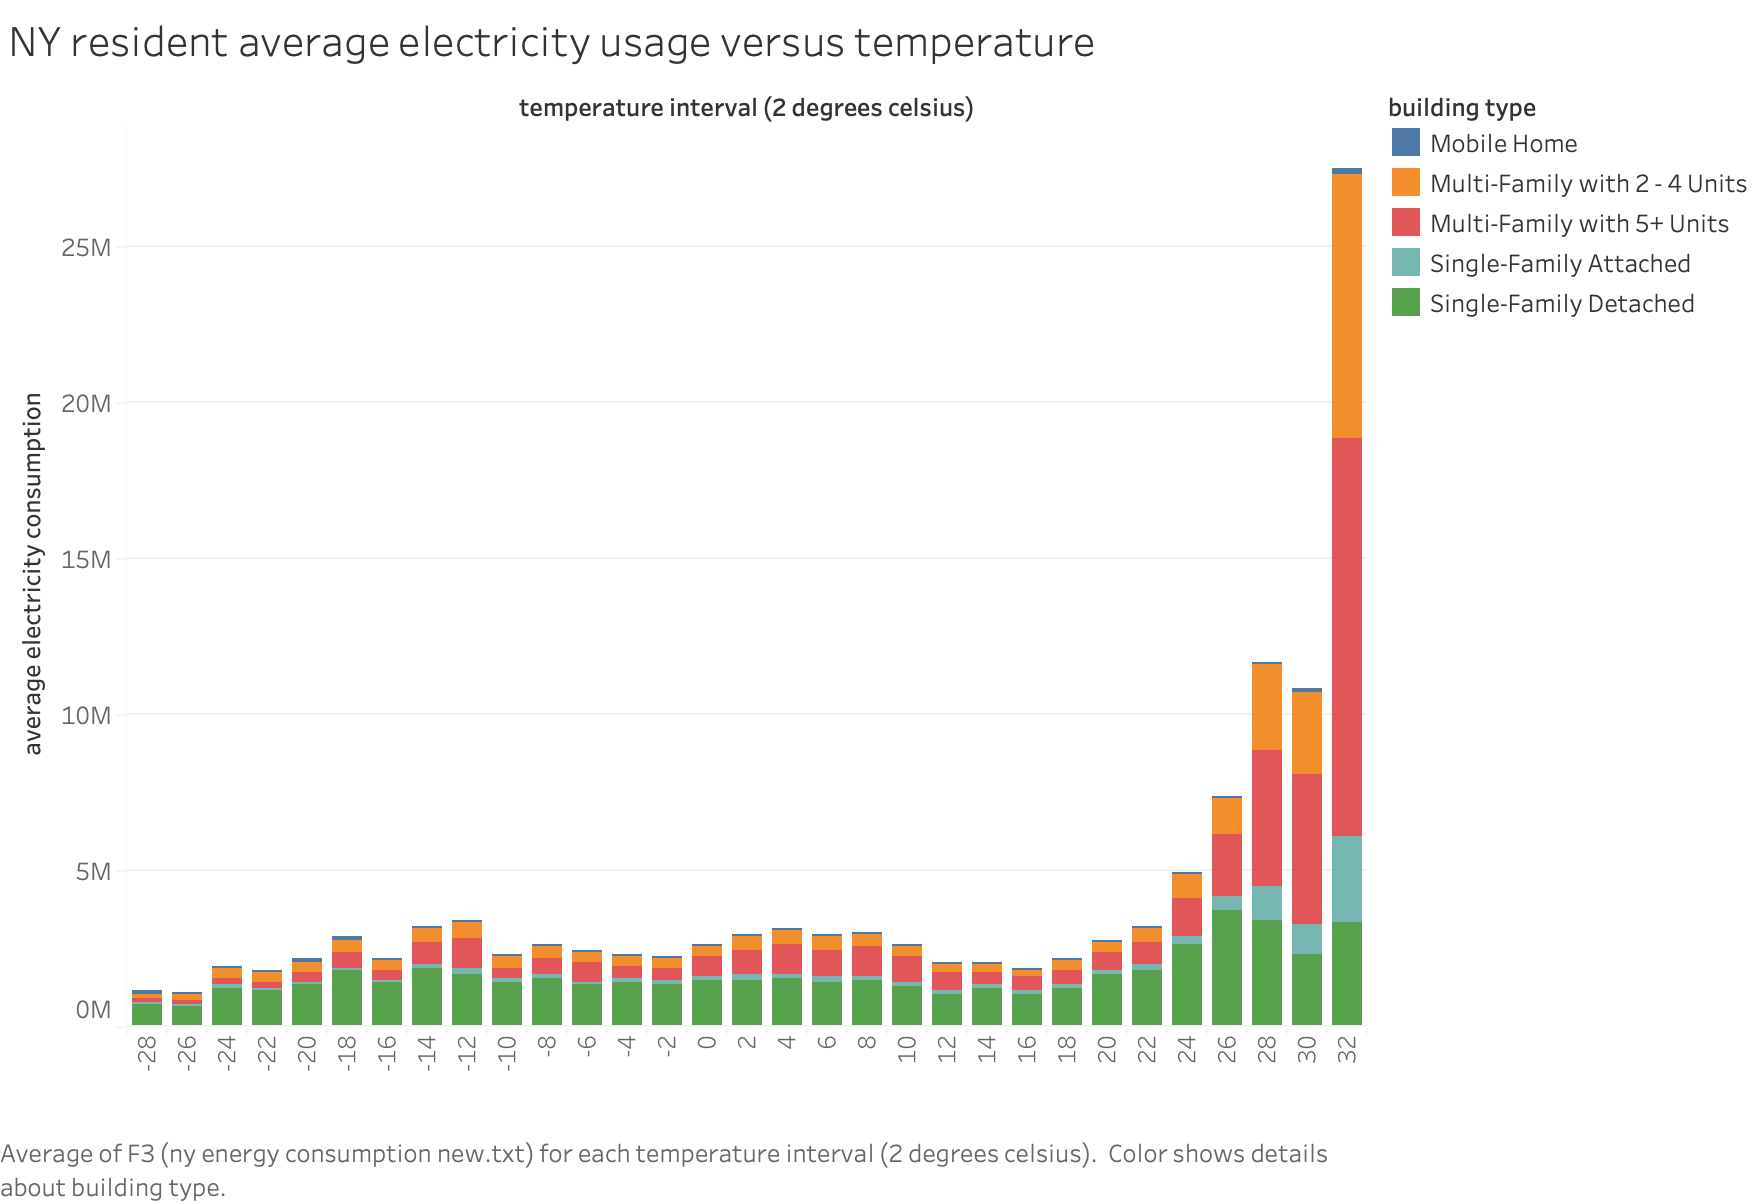 NY resident average electricity usage versus temperature
temperature interval (2 degrees celsius)
building type
Mobile Home
Multi-Family with 2 - 4 Units
Multi-Family with 5+ Units
Single-Family Attached
Single-Family Detached
average electricity consumption
25M
20M
15M
10M
5M
0M
-28 -26 -24 -22 -20 -18 -16 -14 -12 -10 -8 -6 -4 -2 0 2 4 6 8 10 12 14 16 18 20 22 24 26 28 30 32
Average of F3 (ny energy consumption new.txt) for each temperature interval (2 degrees celsius).  Color shows details
about building type.